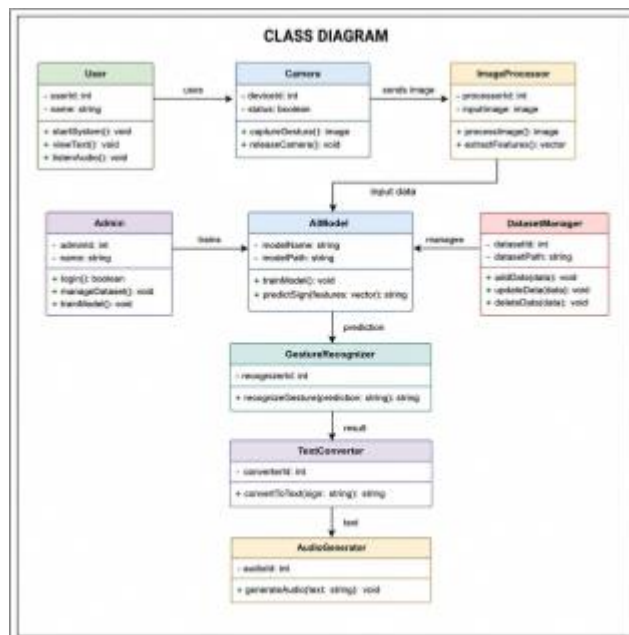 CLASS DIAGRAM
User
- userId: int
- name: string
+ startSystem(): void
+ viewText(): void
+ listenAudio(): void
uses
Camera
- deviceId: int
- status: boolean
+ captureGesture(): image
+ releaseCamera(): void
sends image
ImageProcessor
- processorId: int
- inputImage: image
+ processImage(): image
+ extractFeatures(): vector
input data
Admin
- adminId: int
- name: string
+ login(): boolean
+ manageDataset(): void
+ trainModel(): void
trains
AIModel
- modelName: string
- modelPath: string
+ trainModel(): void
+ predictSign(features: vector): string
manages
DatasetManager
- datasetId: int
- datasetPath: string
+ addData(data): void
+ updateData(data): void
+ deleteData(data): void
prediction
GestureRecognizer
- recognizerId: int
+ recognizeGesture(prediction: string): string
result
TextConverter
- converterId: int
+ convertToText(sign: string): string
text
AudioGenerator
- audioId: int
+ generateAudio(text: string): void